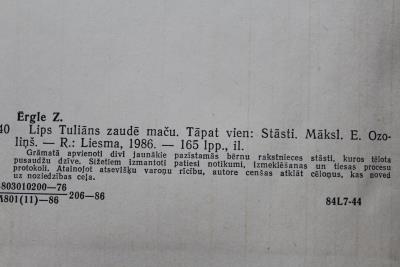 Ērgle Z.
40 Lips Tuliāns zaudē maču. Tāpat vien: Stāsti. Māksl. E. Ozo-
liņš. — R.: Liesma, 1986. — 165 lpp., il.
Grāmatā apvienoti divi jaunākie pazīstamās bērnu rakstnieces stāsti, kuros tēlota
pusaudžu dzīve. Sižetiem izmantoti patiesi notikumi, izmeklēšanas un tiesas procesu
protokoli. Atainojot atsevišķu varoņu rīcību, autore cenšas atklāt cēloņus, kas noved
uz noziedzības ceļa.
4803010200—76
M801(11)—86 206—86 84L7-44